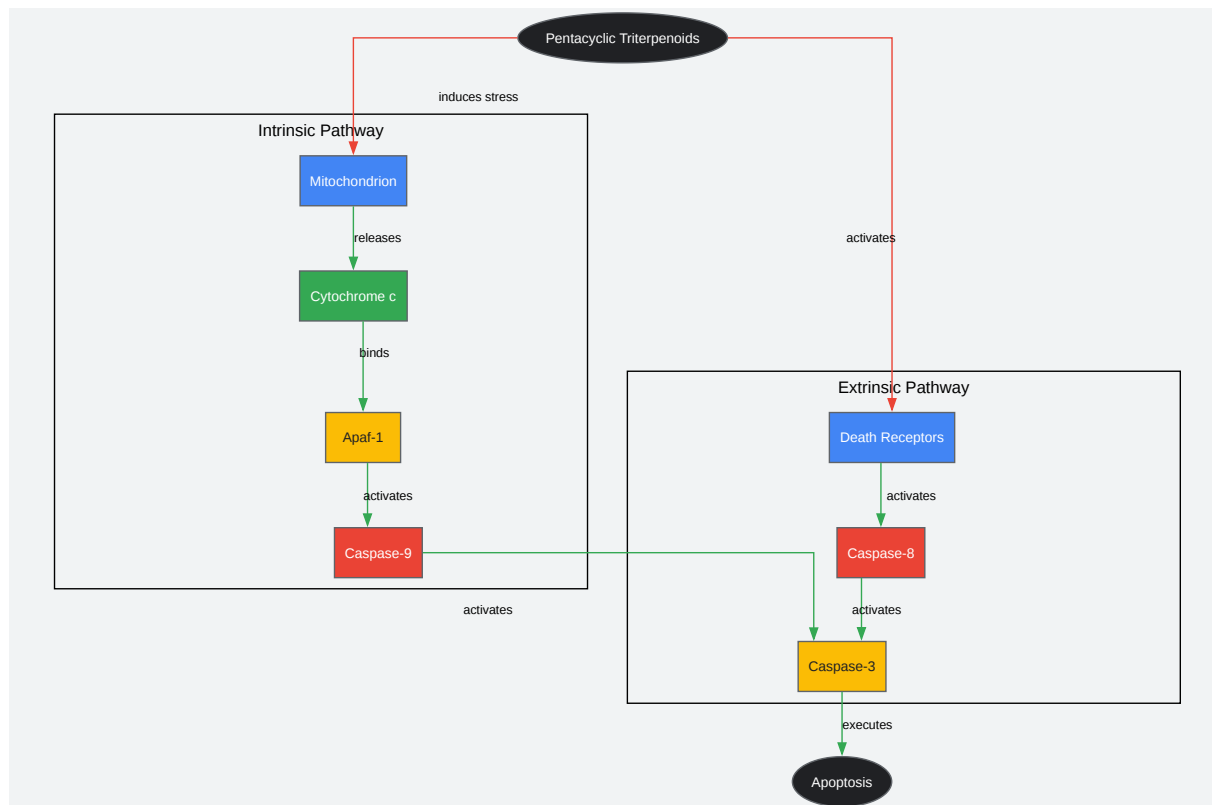 Pentacyclic Triterpenoids
induces stress
Intrinsic Pathway
Mitochondrion
releases
activates
Cytochrome c
binds
Extrinsic Pathway
Apaf-1
Death Receptors
activates
activates
Caspase-9
Caspase-8
activates
activates
Caspase-3
executes
Apoptosis